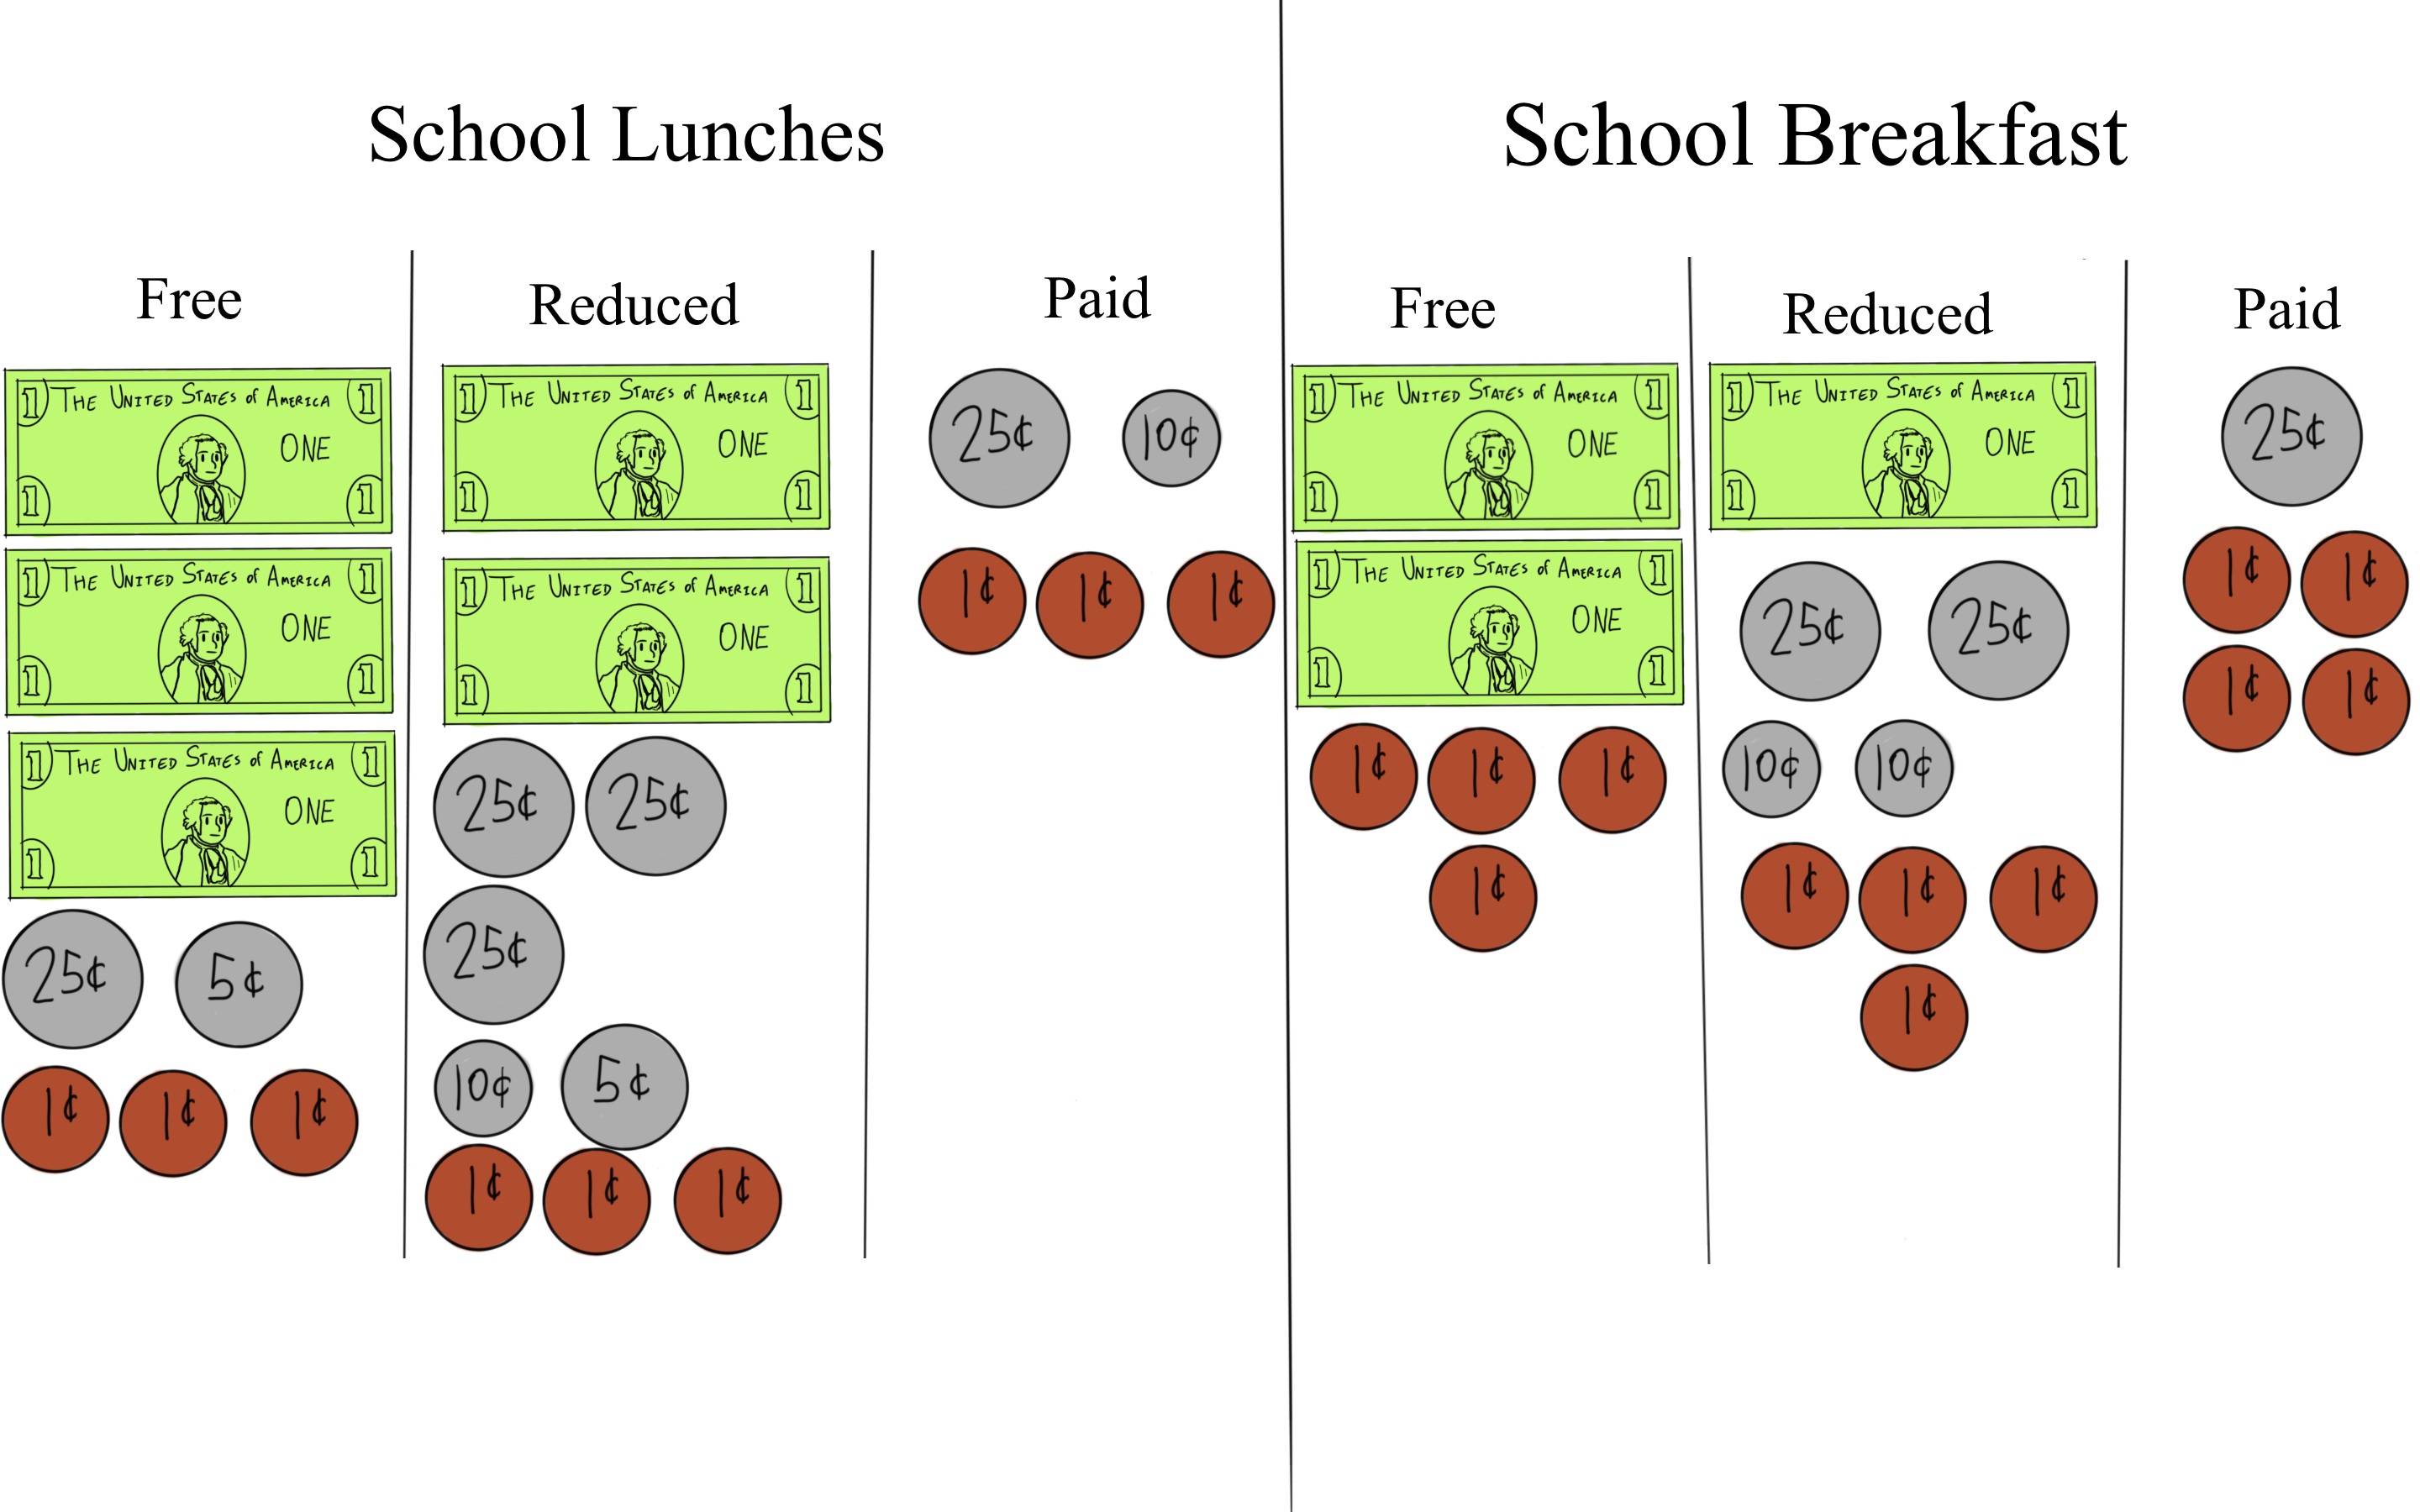 School Lunches
Free
1 THE UNITED STATES of AMERICA 1
ONE
1 1
1 THE UNITED STATES of AMERICA 1
ONE
1 1
1 THE UNITED STATES of AMERICA 1
ONE
1 1
25¢ 5¢
1¢ 1¢ 1¢
Reduced
1 THE UNITED STATES of AMERICA 1
ONE
1 1
1 THE UNITED STATES of AMERICA 1
ONE
1 1
25¢ 25¢
25¢
10¢ 5¢
1¢ 1¢ 1¢
Paid
25¢ 10¢
1¢ 1¢ 1¢
School Breakfast
Free
1 THE UNITED STATES of AMERICA 1
ONE
1 1
1 THE UNITED STATES of AMERICA 1
ONE
1 1
1¢ 1¢ 1¢
1¢
Reduced
1 THE UNITED STATES of AMERICA 1
ONE
1 1
25¢ 25¢
10¢ 10¢
1¢ 1¢ 1¢
1¢
Paid
25¢
1¢ 1¢
1¢ 1¢